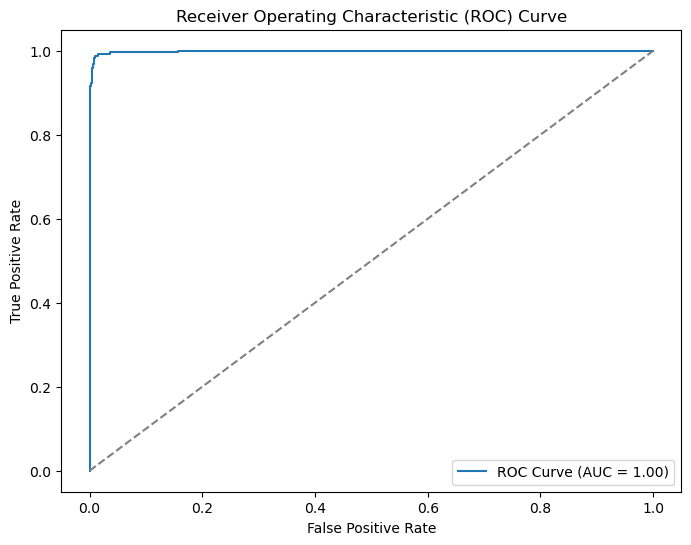 Receiver Operating Characteristic (ROC) Curve
1.0
0.8
0.6
0.4
0.2
0.0
True Positive Rate
ROC Curve (AUC = 1.00)
0.0 0.2 0.4 0.6 0.8 1.0
False Positive Rate